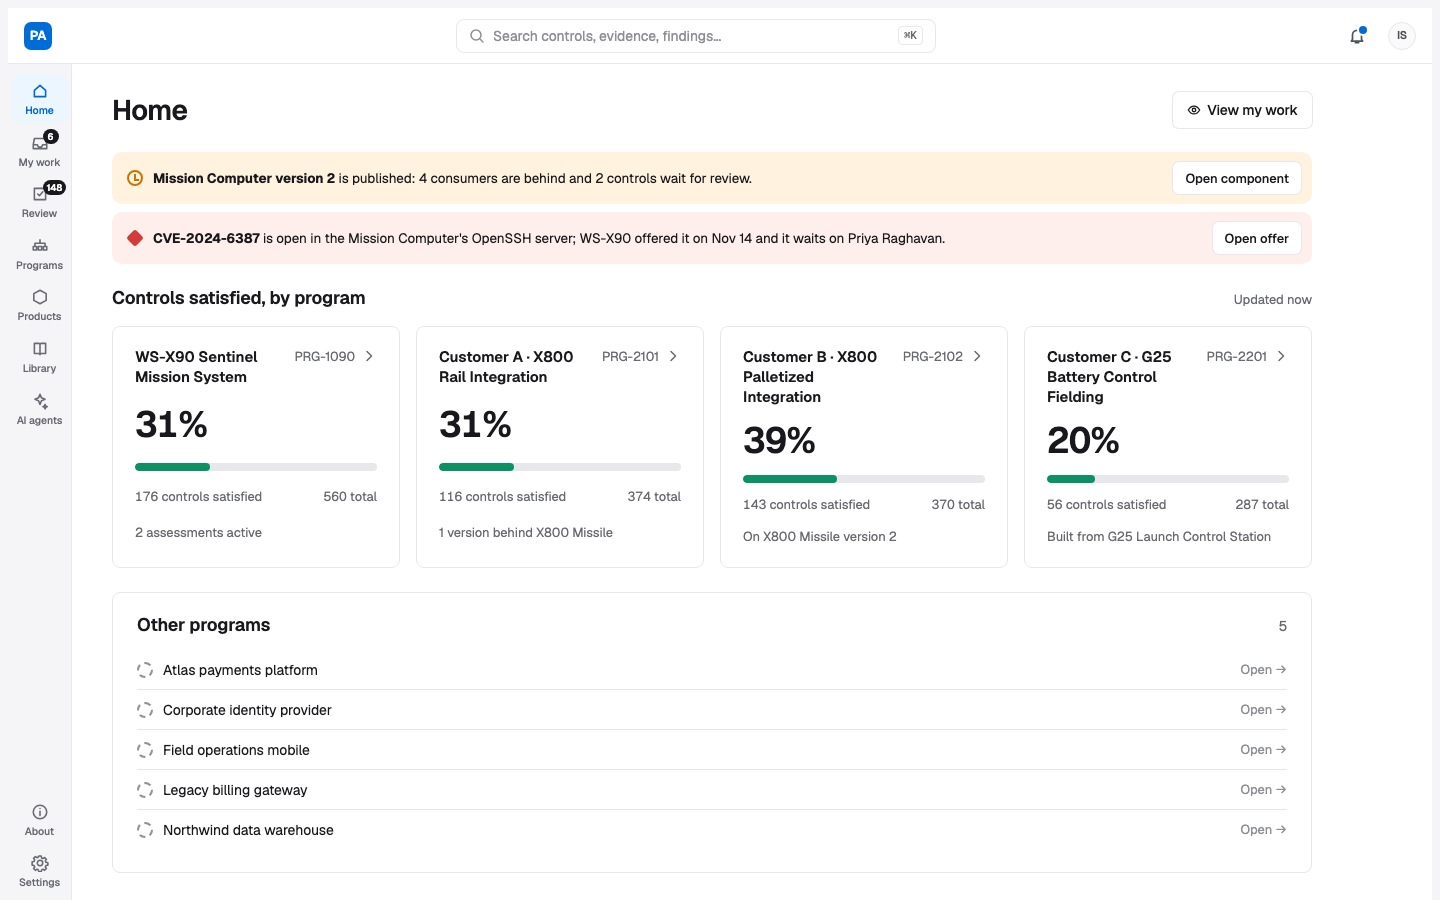 PA
Search controls, evidence, findings...
⌘K
IS
Home
6
My work
148
Review
Programs
Products
Library
AI agents
About
Settings
Home
View my work
Mission Computer version 2 is published: 4 consumers are behind and 2 controls wait for review.
Open component
CVE-2024-6387 is open in the Mission Computer's OpenSSH server; WS-X90 offered it on Nov 14 and it waits on Priya Raghavan.
Open offer
Controls satisfied, by program
Updated now
WS-X90 Sentinel
Mission System
PRG-1090
31%
176 controls satisfied
560 total
2 assessments active
Customer A · X800
Rail Integration
PRG-2101
31%
116 controls satisfied
374 total
1 version behind X800 Missile
Customer B · X800
Palletized
Integration
PRG-2102
39%
143 controls satisfied
370 total
On X800 Missile version 2
Customer C · G25
Battery Control
Fielding
PRG-2201
20%
56 controls satisfied
287 total
Built from G25 Launch Control Station
Other programs
5
Atlas payments platform
Open →
Corporate identity provider
Open →
Field operations mobile
Open →
Legacy billing gateway
Open →
Northwind data warehouse
Open →